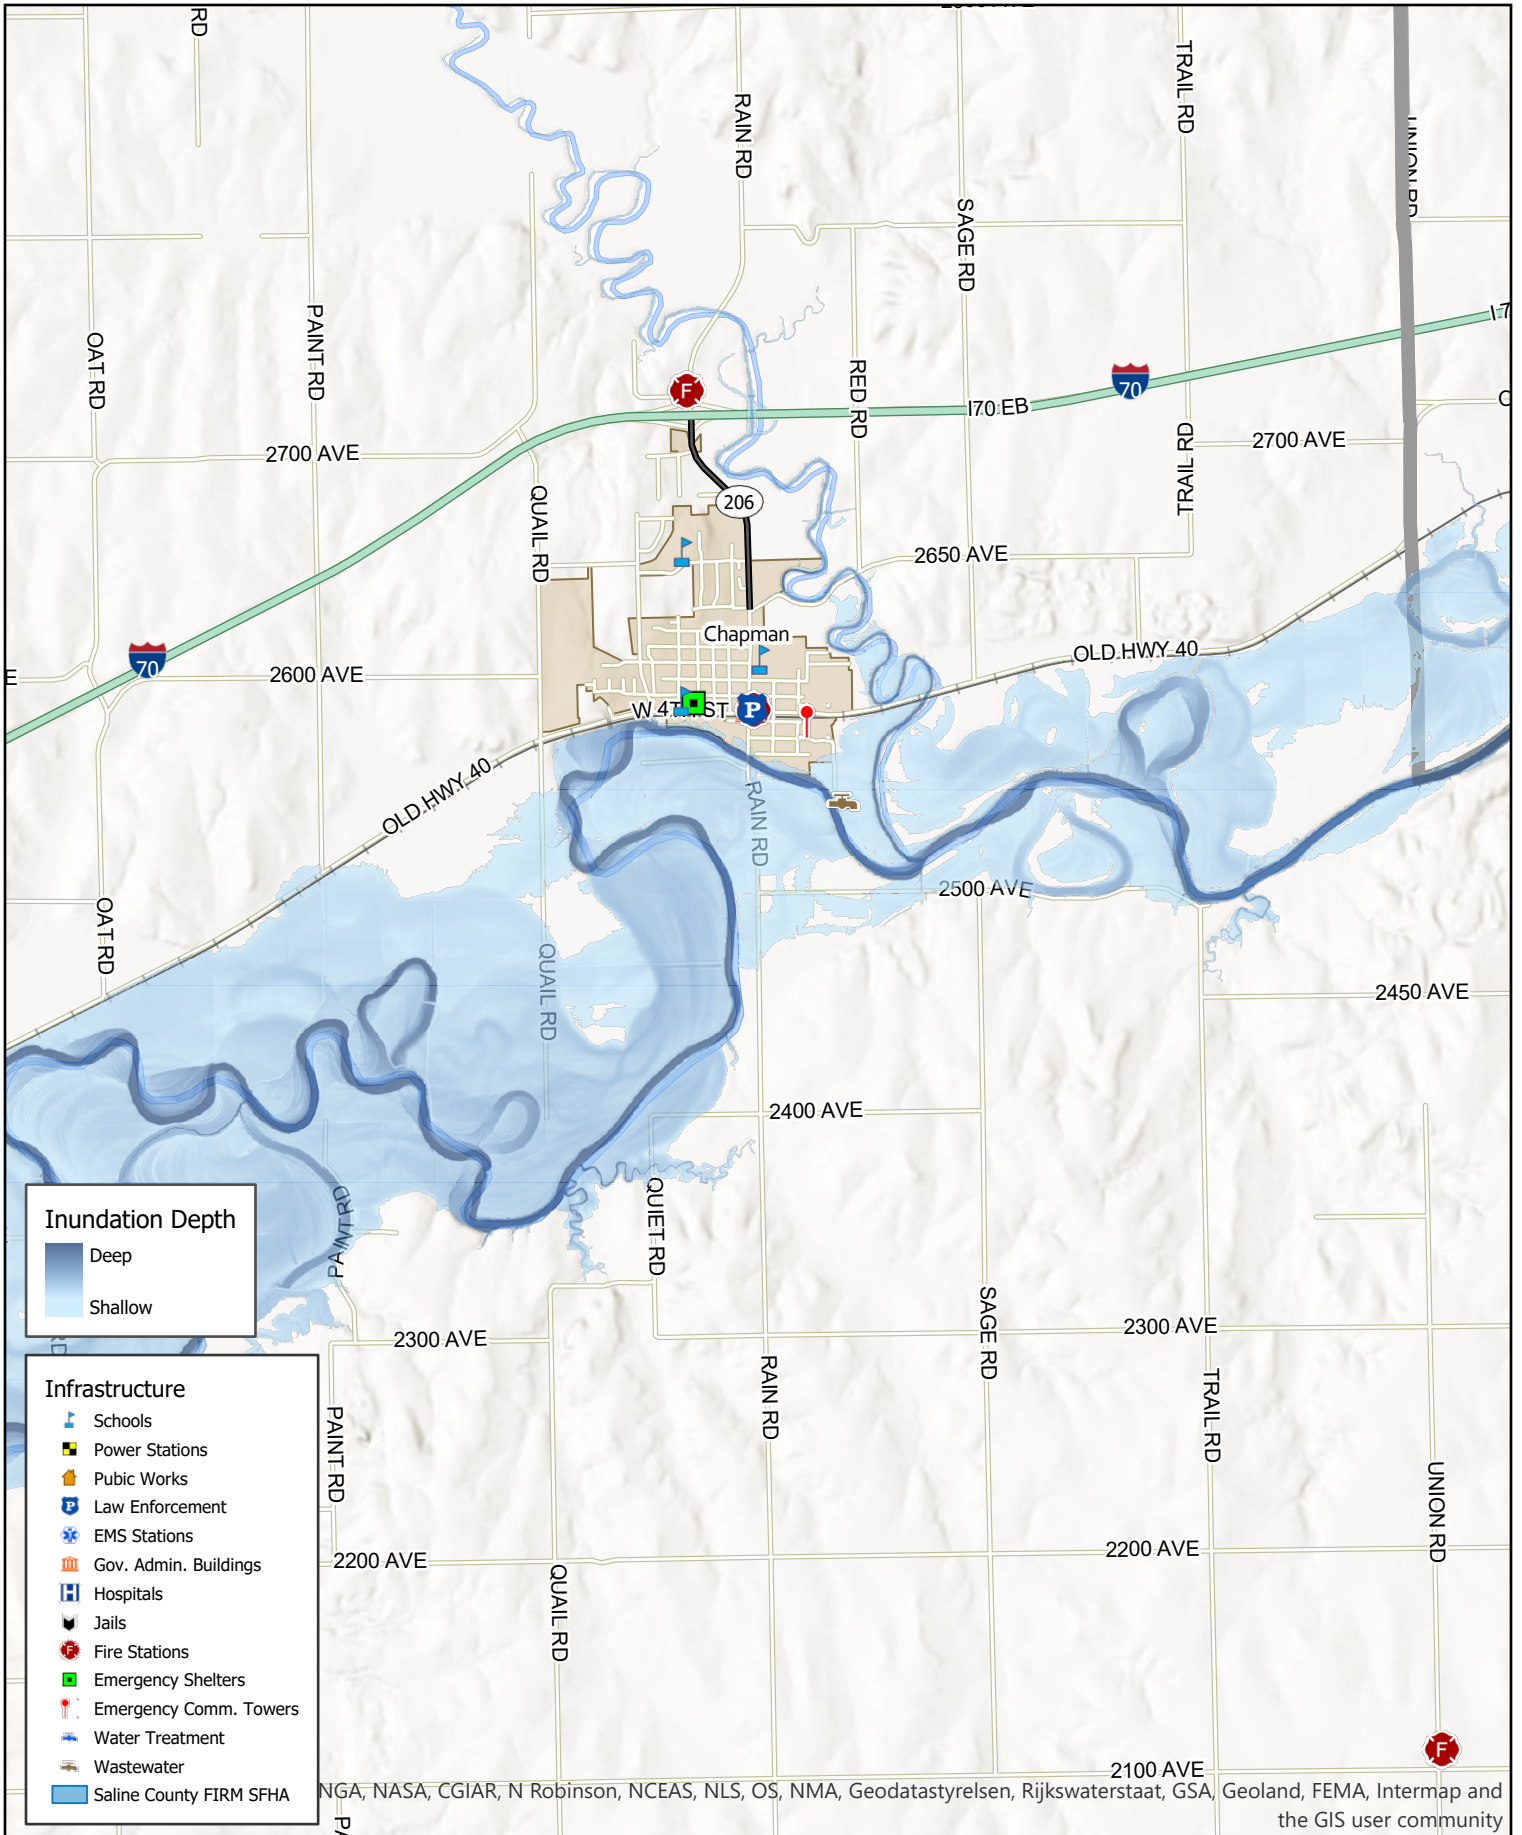 RD
RAIN RD
TRAIL RD
UNION RD
SAGE RD
OAT RD
PAINT RD
RED RD
I 7
70
I70 EB
2700 AVE
2700 AVE
TRAIL RD
QUAIL RD
206
2650 AVE
Chapman
OLD HWY 40
70
2600 AVE
E
W 4TH ST
P
F
OLD HWY 40
RAIN RD
2500 AVE
OAT RD
QUAIL RD
2450 AVE
2400 AVE
QUIET RD
PAINT RD
Inundation Depth
Deep
Shallow
RD
2300 AVE
SAGE RD
2300 AVE
RAIN RD
TRAIL RD
PAINT RD
UNION RD
2200 AVE
2200 AVE
QUAIL RD
Infrastructure
Schools
Power Stations
Pubic Works
Law Enforcement
EMS Stations
Gov. Admin. Buildings
Hospitals
Jails
Fire Stations
Emergency Shelters
Emergency Comm. Towers
Water Treatment
Wastewater
Saline County FIRM SFHA
F
2100 AVE
PA
NGA, NASA, CGIAR, N Robinson, NCEAS, NLS, OS, NMA, Geodatastyrelsen, Rijkswaterstaat, GSA, Geoland, FEMA, Intermap and
the GIS user community